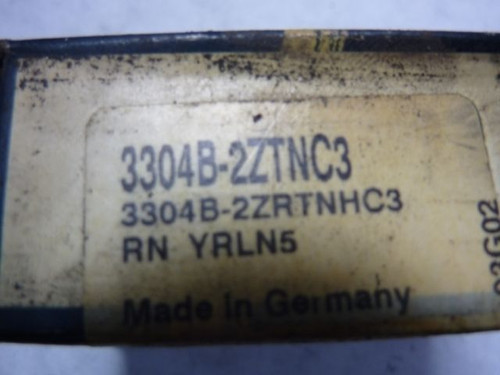 3304B-2ZTNC3
3304B-2ZRTNHC3
RN YRLN5
Made in Germany